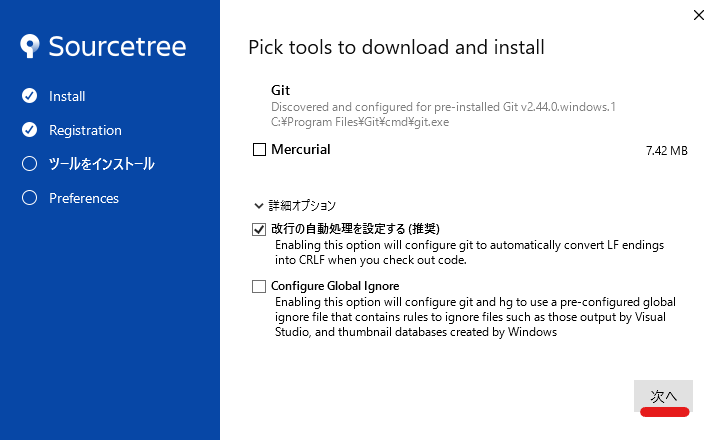 Sourcetree
Install
Registration
ツールをインストール
Preferences
Pick tools to download and install
Git
Discovered and configured for pre-installed Git v2.44.0.windows.1
C:¥Program Files¥Git¥cmd¥git.exe
Mercurial 7.42 MB
詳細オプション
改行の自動処理を設定する (推奨)
Enabling this option will configure git to automatically convert LF endings
into CRLF when you check out code.
Configure Global Ignore
Enabling this option will configure git and hg to use a pre-configured global
ignore file that contains rules to ignore files such as those output by Visual
Studio, and thumbnail databases created by Windows
次へ